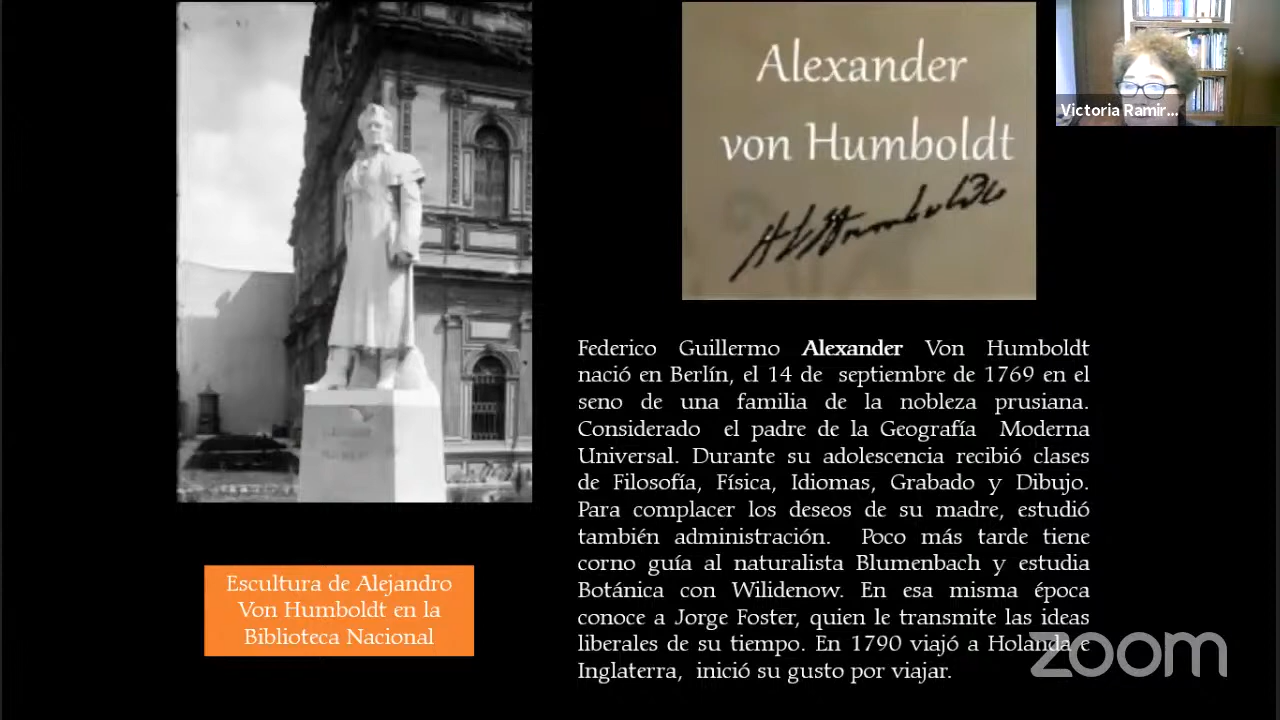 Alexander
von Humboldt
Victoria Ramír...
Federico Guillermo Alexander Von Humboldt
nació en Berlín, el 14 de septiembre de 1769 en el
seno de una familia de la nobleza prusiana.
Considerado el padre de la Geografía Moderna
Universal. Durante su adolescencia recibió clases
de Filosofía, Física, Idiomas, Grabado y Dibujo.
Para complacer los deseos de su madre, estudió
también administración. Poco más tarde tiene
corno guía al naturalista Blumenbach y estudia
Botánica con Wilidenow. En esa misma época
conoce a Jorge Foster, quien le transmite las ideas
liberales de su tiempo. En 1790 viajó a Holanda e
Inglaterra, inició su gusto por viajar.
Escultura de Alejandro
Von Humboldt en la
Biblioteca Nacional
zoom